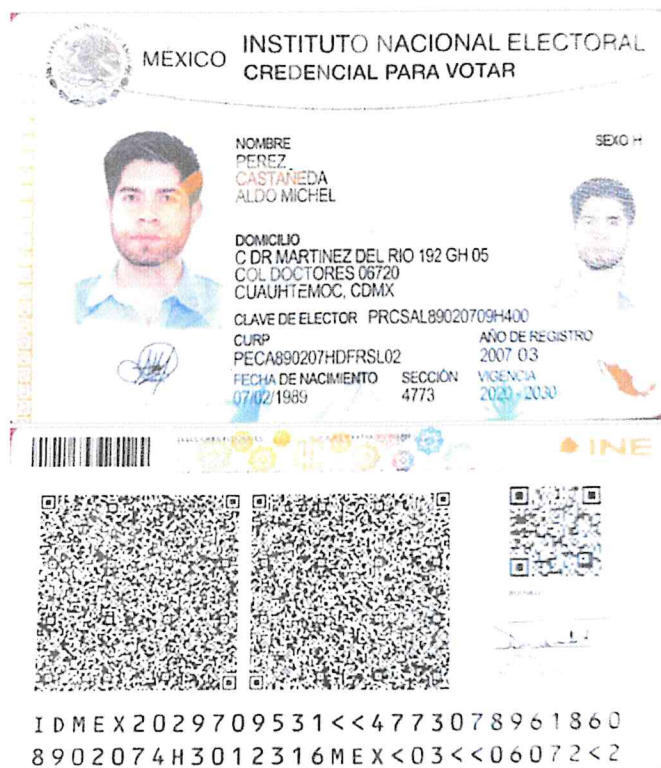 MÉXICO
INSTITUTO NACIONAL ELECTORAL
CREDENCIAL PARA VOTAR
NOMBRE
PEREZ
CASTAÑEDA
ALDO MICHEL
SEXO H
DOMICILIO
C DR MARTINEZ DEL RIO 192 GH 05
COL DOCTORES 06720
CUAUHTEMOC, CDMX
CLAVE DE ELECTOR PRCSAL89020709H400
CURP
PECA890207HDFRSL02
AÑO DE REGISTRO
2007 03
FECHA DE NACIMIENTO
07/02/1989
SECCIÓN
4773
VIGENCIA
2020 - 2030
INE
IDMEX2029709531<<4773078961860
8902074H3012316MEX<03<<06072<2